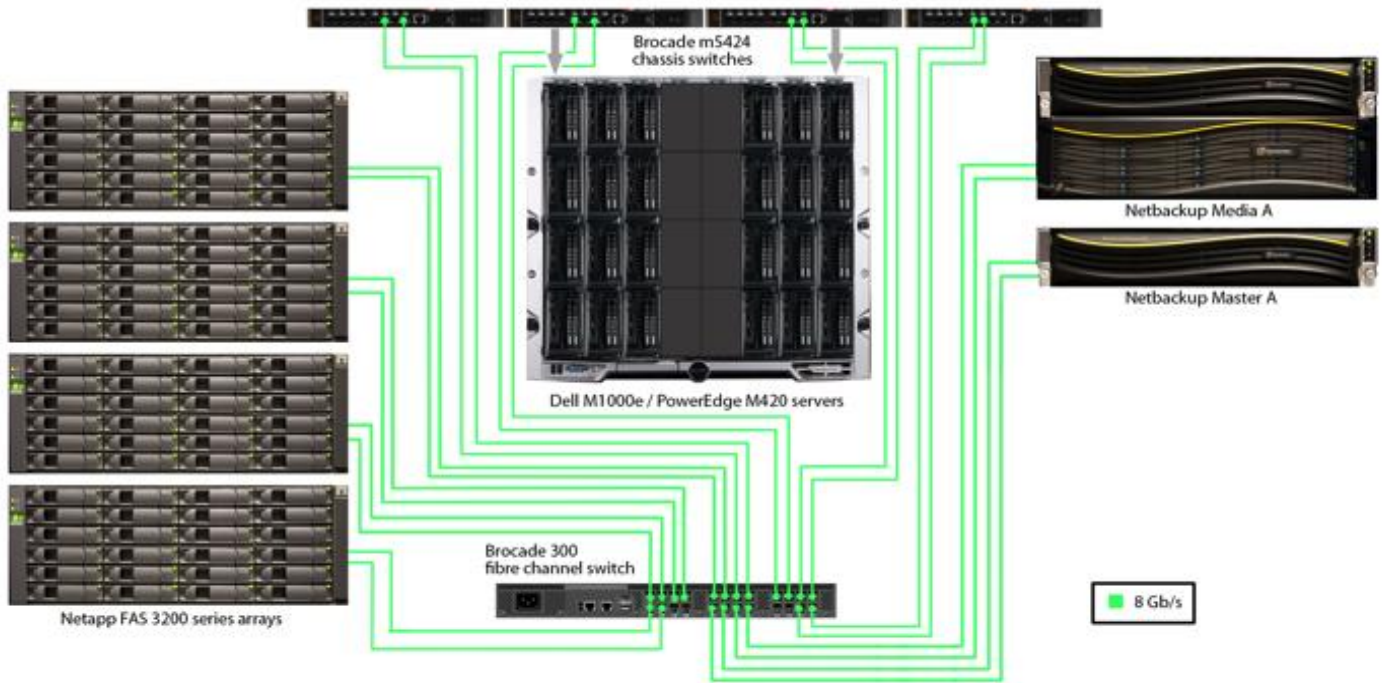 Brocade m5424
chassis switches
Netbackup Media A
Netbackup Master A
Dell M1000e / PowerEdge M420 servers
Brocade 300
fibre channel switch
Netapp FAS 3200 series arrays
8 Gb/s